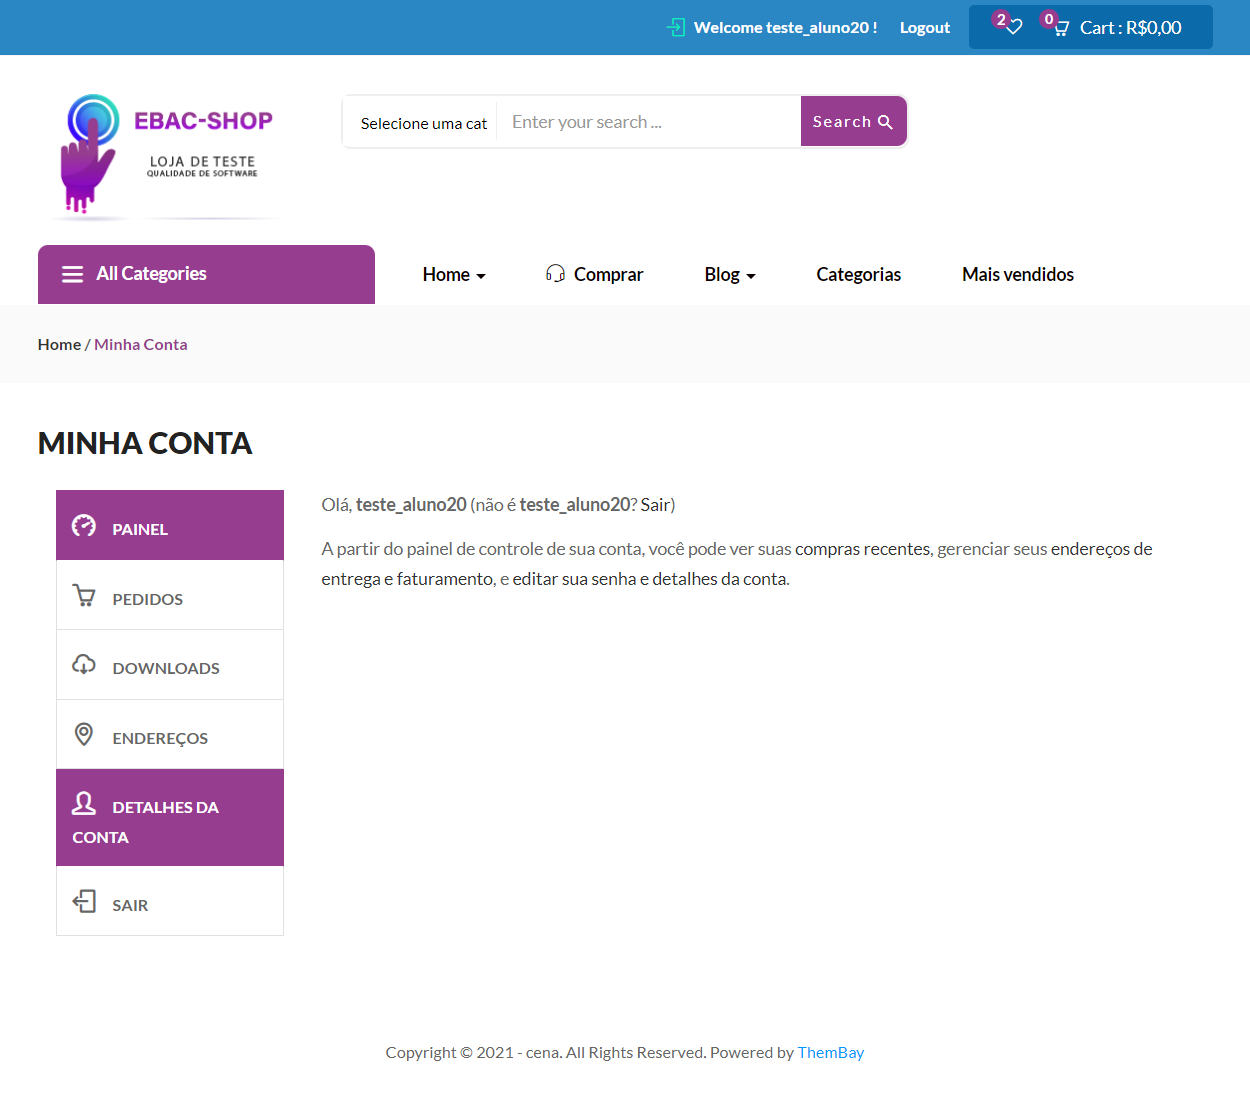 Welcome teste_aluno20 ! Logout 2 0 Cart : R$0,00
EBAC-SHOP
LOJA DE TESTE
QUALIDADE DE SOFTWARE
Selecione uma cat Enter your search ... Search
All Categories Home Comprar Blog Categorias Mais vendidos
Home / Minha Conta
MINHA CONTA
PAINEL
PEDIDOS
DOWNLOADS
ENDEREÇOS
DETALHES DA
CONTA
SAIR
Olá, teste_aluno20 (não é teste_aluno20? Sair)
A partir do painel de controle de sua conta, você pode ver suas compras recentes, gerenciar seus endereços de
entrega e faturamento, e editar sua senha e detalhes da conta.
Copyright © 2021 - cena. All Rights Reserved. Powered by ThemBay